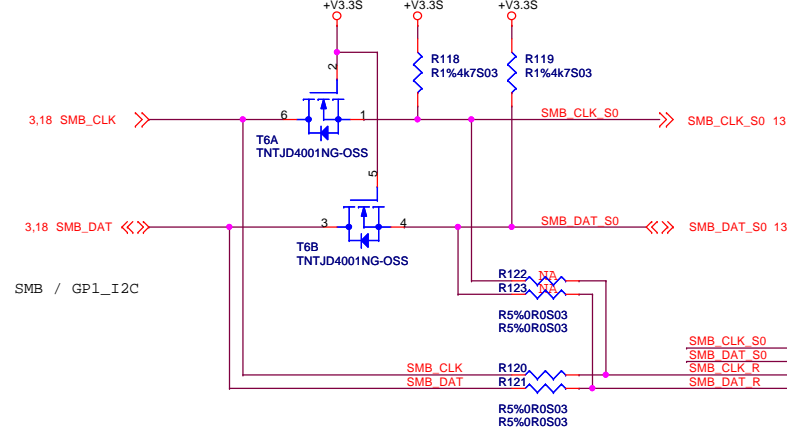 +V3.3S +V3.3S +V3.3S
R118
R1%4k7S03
R119
R1%4k7S03
2
3,18 SMB_CLK
6
1
SMB_CLK_S0
SMB_CLK_S0 13
T6A
TNTJD4001NG-OSS
5
3,18 SMB_DAT
3
4
SMB_DAT_S0
SMB_DAT_S0 13
T6B
TNTJD4001NG-OSS
R122 NA
R123 NA
SMB / GP1_I2C
R5%0R0S03
R5%0R0S03
SMB_CLK_S0
SMB_DAT_S0
SMB_CLK R120 SMB_CLK_R
SMB_DAT R121 SMB_DAT_R
R5%0R0S03
R5%0R0S03